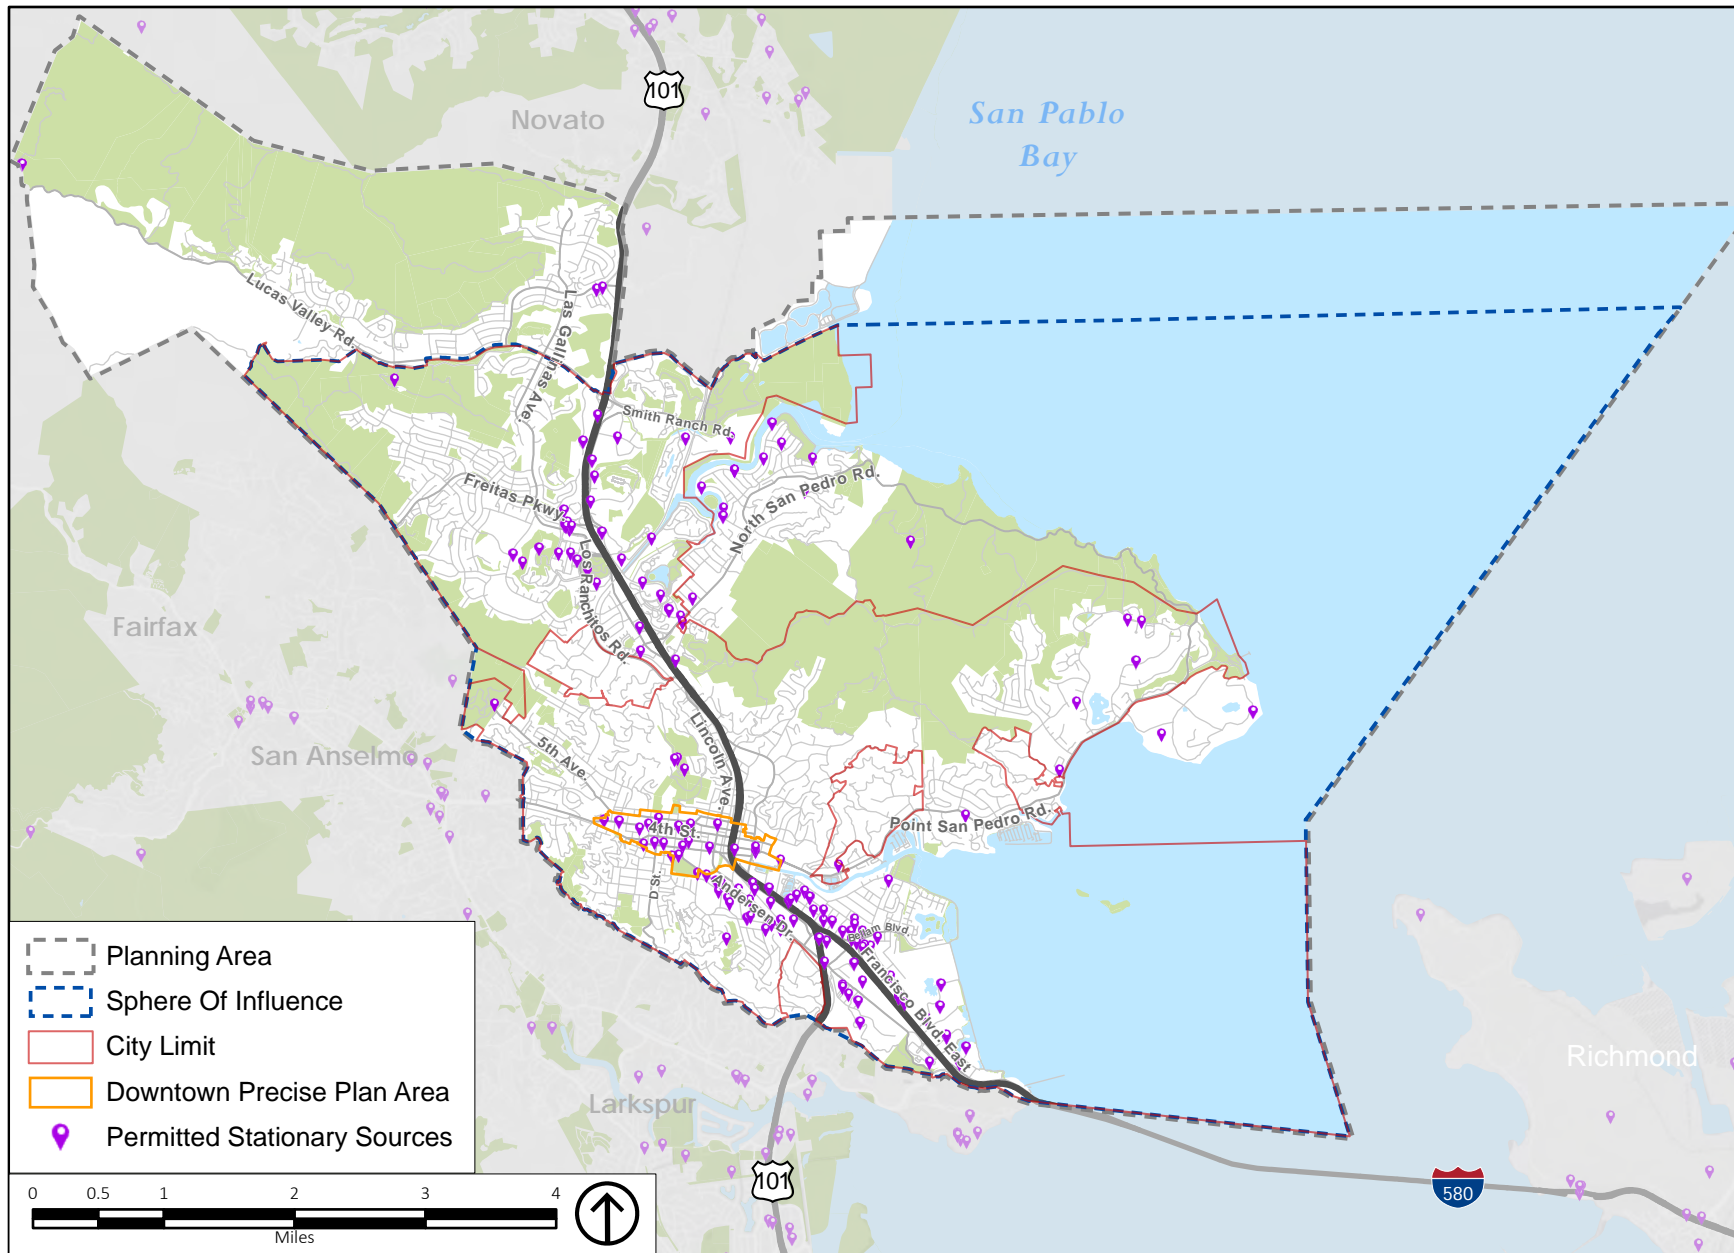 101
Novato
San Pablo
Bay
Lucas Valley Rd.
Las Gallinas Ave.
Smith Ranch Rd.
Freitas Pkwy.
North San Pedro Rd.
Los Ranchitos Rd.
Fairfax
San Anselmo
Lincoln Ave.
5th Ave.
4th St.
Point San Pedro Rd.
D St.
Andersen Dr.
Bellam Blvd.
Francisco Blvd. East
Richmond
Larkspur
101
580
Planning Area
Sphere Of Influence
City Limit
Downtown Precise Plan Area
Permitted Stationary Sources
0 0.5 1 2 3 4
Miles